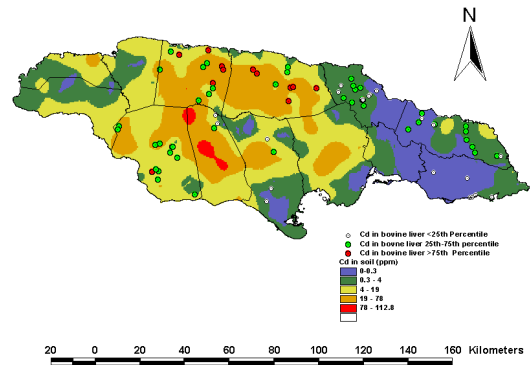 N
Cd in bovine liver <25th Percentile
Cd in bovne liver 25th-75th percentile
Cd in bovine liver >75th Percentile
Cd in soil (ppm)
0-0.3
0.3 - 4
4 - 19
19 - 78
78 - 112.8
20 0 20 40 60 80 100 120 140 160 Kilometers